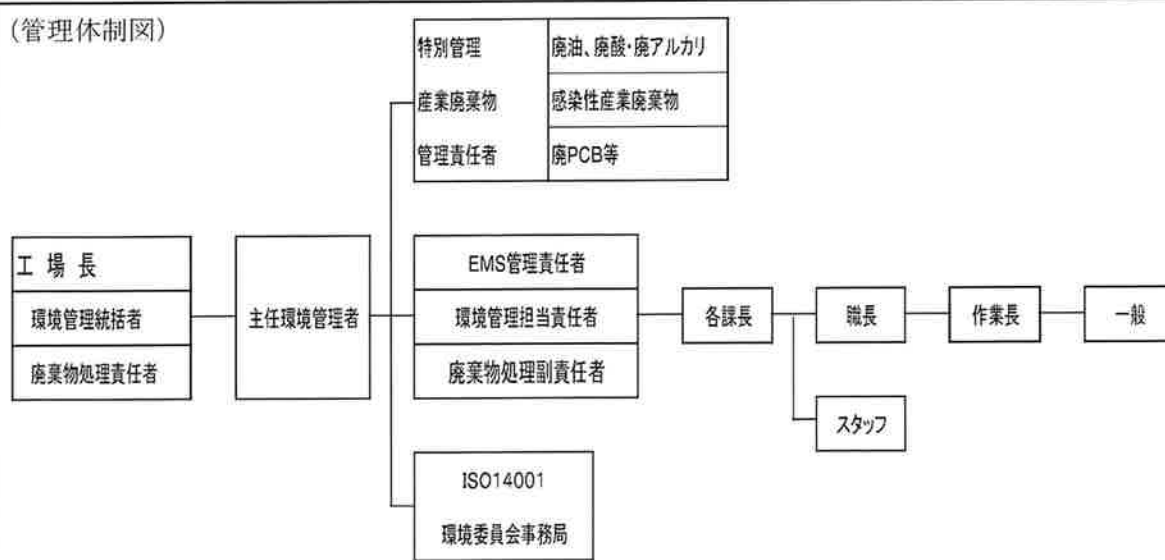 (管理体制図)
特別管理
産業廃棄物
管理責任者
廃油、廃酸・廃アルカリ
感染性産業廃棄物
廃PCB等
工 場 長
環境管理統括者
廃棄物処理責任者
主任環境管理者
EMS管理責任者
環境管理担当責任者
廃棄物処理副責任者
各課長
職長
作業長
一般
スタッフ
ISO14001
環境委員会事務局